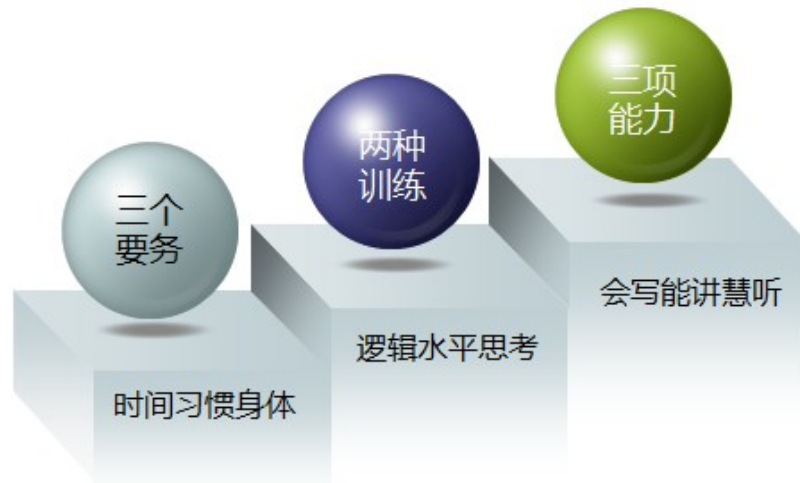 三个
要务
时间习惯身体
两种
训练
逻辑水平思考
三项
能力
会写能讲慧听